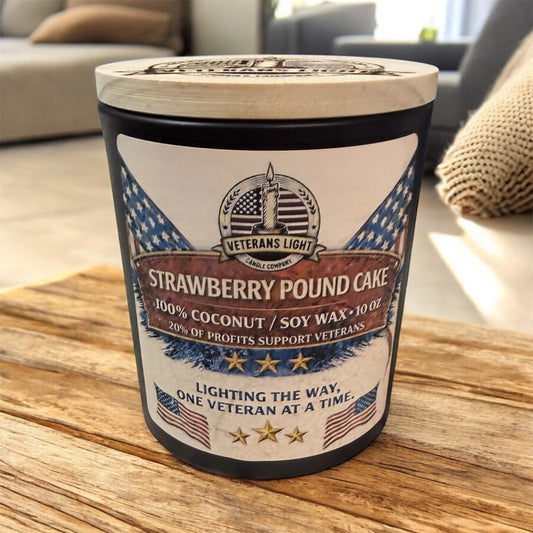 VETERANS LIGHT
CANDLE COMPANY
STRAWBERRY POUND CAKE
100% COCONUT / SOY WAX • 10 OZ
20% OF PROFITS SUPPORT VETERANS
LIGHTING THE WAY,
ONE VETERAN AT A TIME.